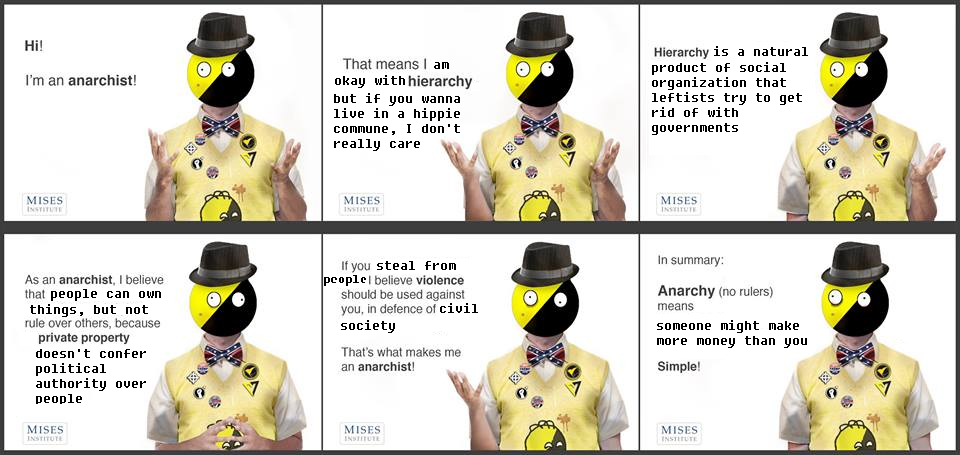 Hi!
I'm an anarchist!
MISES
INSTITUTE
That means I am
okay with hierarchy
but if you wanna
live in a hippie
commune, I don't
really care
MISES
INSTITUTE
Hierarchy is a natural
product of social
organization that
leftists try to get
rid of with
governments
MISES
INSTITUTE
As an anarchist, I believe
that people can own
things, but not
rule over others, because
private property
doesn't confer
political
authority over
people
MISES
INSTITUTE
If you steal from
people I believe violence
should be used against
you, in defence of civil
society
That's what makes me
an anarchist!
MISES
INSTITUTE
In summary:
Anarchy (no rulers)
means
someone might make
more money than you
Simple!
MISES
INSTITUTE